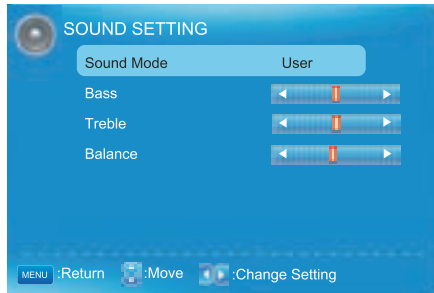 SOUND SETTING
Sound Mode User
Bass
Treble
Balance
MENU :Return :Move :Change Setting